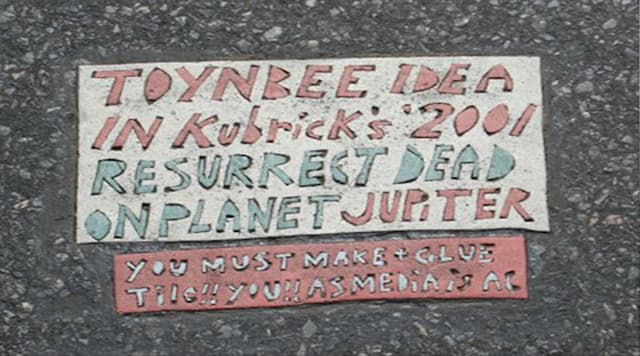 TOYNBEE IDEA
IN Kubrick's '2001
RESURRECT DEAD
ON PLANET JUPiTER
YOU MUST MAKE + GLUE
TILE!! YOU!! AS MEDIA iS AC